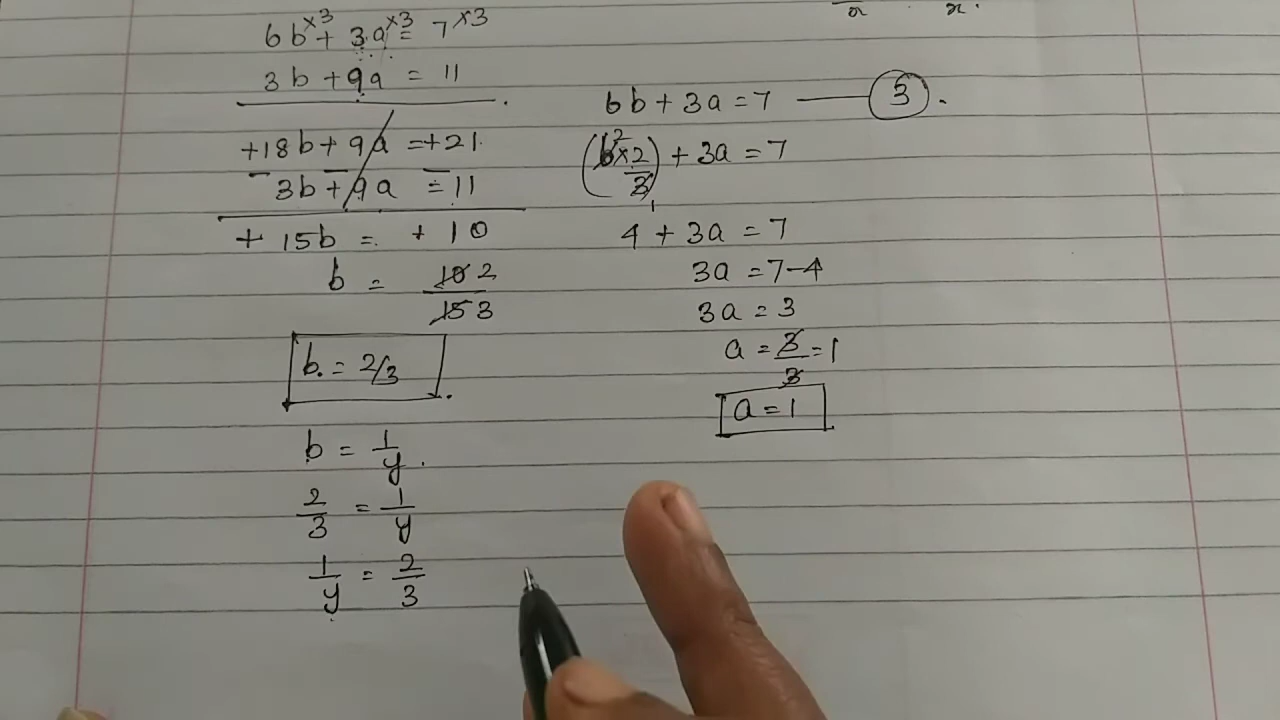 6b×3 + 3a×3 = 7×3
3b + 9a = 11
+18b + 9a = +21
3b + 9a = 11
+ 15b = + 10
b = 10 2
15 3
b = 2/3
b = 1/y
2/3 = 1/y
1/y = 2/3
x x
6b + 3a = 7 — 3
(6×2/3) + 3a = 7
4 + 3a = 7
3a = 7-4
3a = 3
a = 3/3 = 1
a = 1